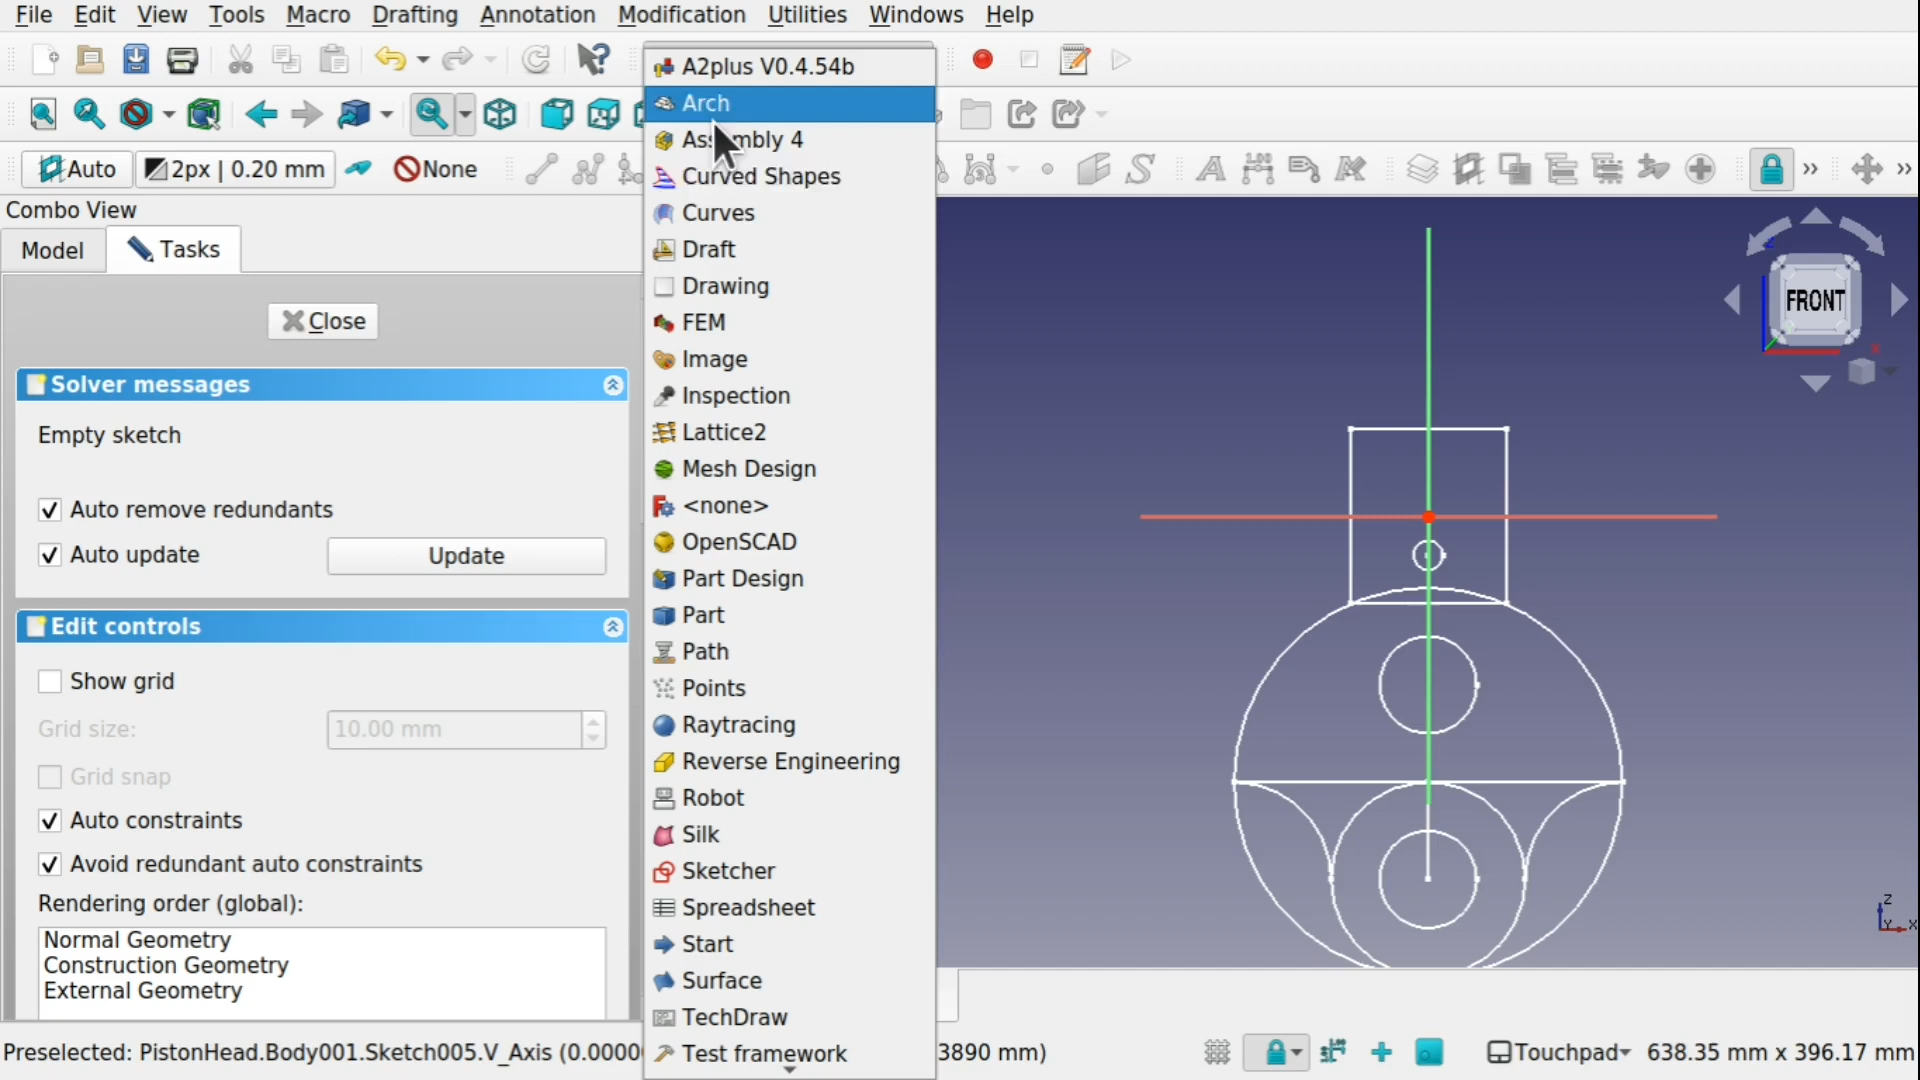 File Edit View Tools Macro Drafting Annotation Modification Utilities Windows Help
Auto 2px | 0.20 mm None
Combo View
Model Tasks
Close
Solver messages
Empty sketch
Auto remove redundants
Auto update Update
Edit controls
Show grid
Grid size: 10.00 mm
Grid snap
Auto constraints
Avoid redundant auto constraints
Rendering order (global):
Normal Geometry
Construction Geometry
External Geometry
A2plus V0.4.54b
Arch
Assembly 4
Curved Shapes
Curves
Draft
Drawing
FEM
Image
Inspection
Lattice2
Mesh Design
<none>
OpenSCAD
Part Design
Part
Path
Points
Raytracing
Reverse Engineering
Robot
Silk
Sketcher
Spreadsheet
Start
Surface
TechDraw
Test framework
FRONT
Z
Y X
Preselected: PistonHead.Body001.Sketch005.V_Axis (0.0000 3890 mm) Touchpad 638.35 mm x 396.17 mm